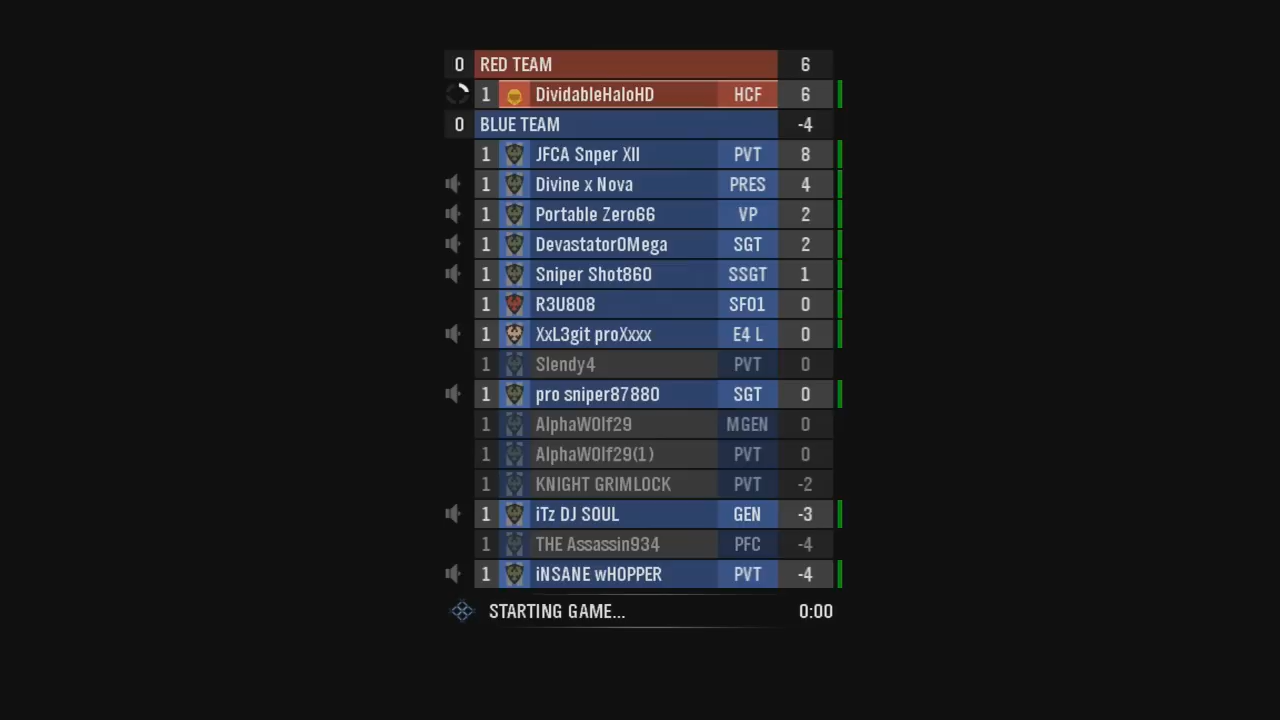 0 RED TEAM 6
1 DividableHaloHD HCF 6
0 BLUE TEAM -4
1 JFCA Snper XII PVT 8
1 Divine x Nova PRES 4
1 Portable Zero66 VP 2
1 DevastatorOMega SGT 2
1 Sniper Shot860 SSGT 1
1 R3U808 SFO1 0
1 XxL3git proXxxx E4 L 0
1 Slendy4 PVT 0
1 pro sniper87880 SGT 0
1 AlphaWOlf29 MGEN 0
1 AlphaWOlf29(1) PVT 0
1 KNIGHT GRIMLOCK PVT -2
1 iTz DJ SOUL GEN -3
1 THE Assassin934 PFC -4
1 iNSANE wHOPPER PVT -4
STARTING GAME... 0:00